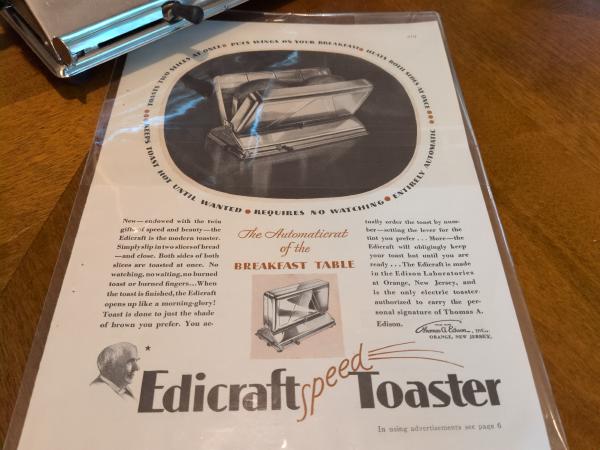 TOASTS TWO SLICES AT ONCE • PUTS WINGS ON YOUR BREAKFAST • HEATS BOTH SIDES AT ONCE • ENTIRELY AUTOMATIC • REQUIRES NO WATCHING • KEEPS TOAST HOT UNTIL WANTED
New—endowed with the twin
gifts of speed and beauty—the
Edicraft is the modern toaster.
Simply slip in two slices of bread
—and close. Both sides of both
slices are toasted at once. No
watching, no waiting, no burned
toast or burned fingers...When
the toast is finished, the Edicraft
opens up like a morning-glory!
Toast is done to just the shade
of brown you prefer. You ac-
The Automaticrat
of the
BREAKFAST TABLE
tually order the toast by num-
ber—setting the lever for the
tint you prefer... More—the
Edicraft will obligingly keep
your toast hot until you are
ready... The Edicraft is made
in the Edison Laboratories
at Orange, New Jersey, and
is the only electric toaster
authorized to carry the per-
sonal signature of Thomas A.
Edison.
Thomas A. Edison, INC.
ORANGE, NEW JERSEY.
* Edicraft speed Toaster
In using advertisements see page 6